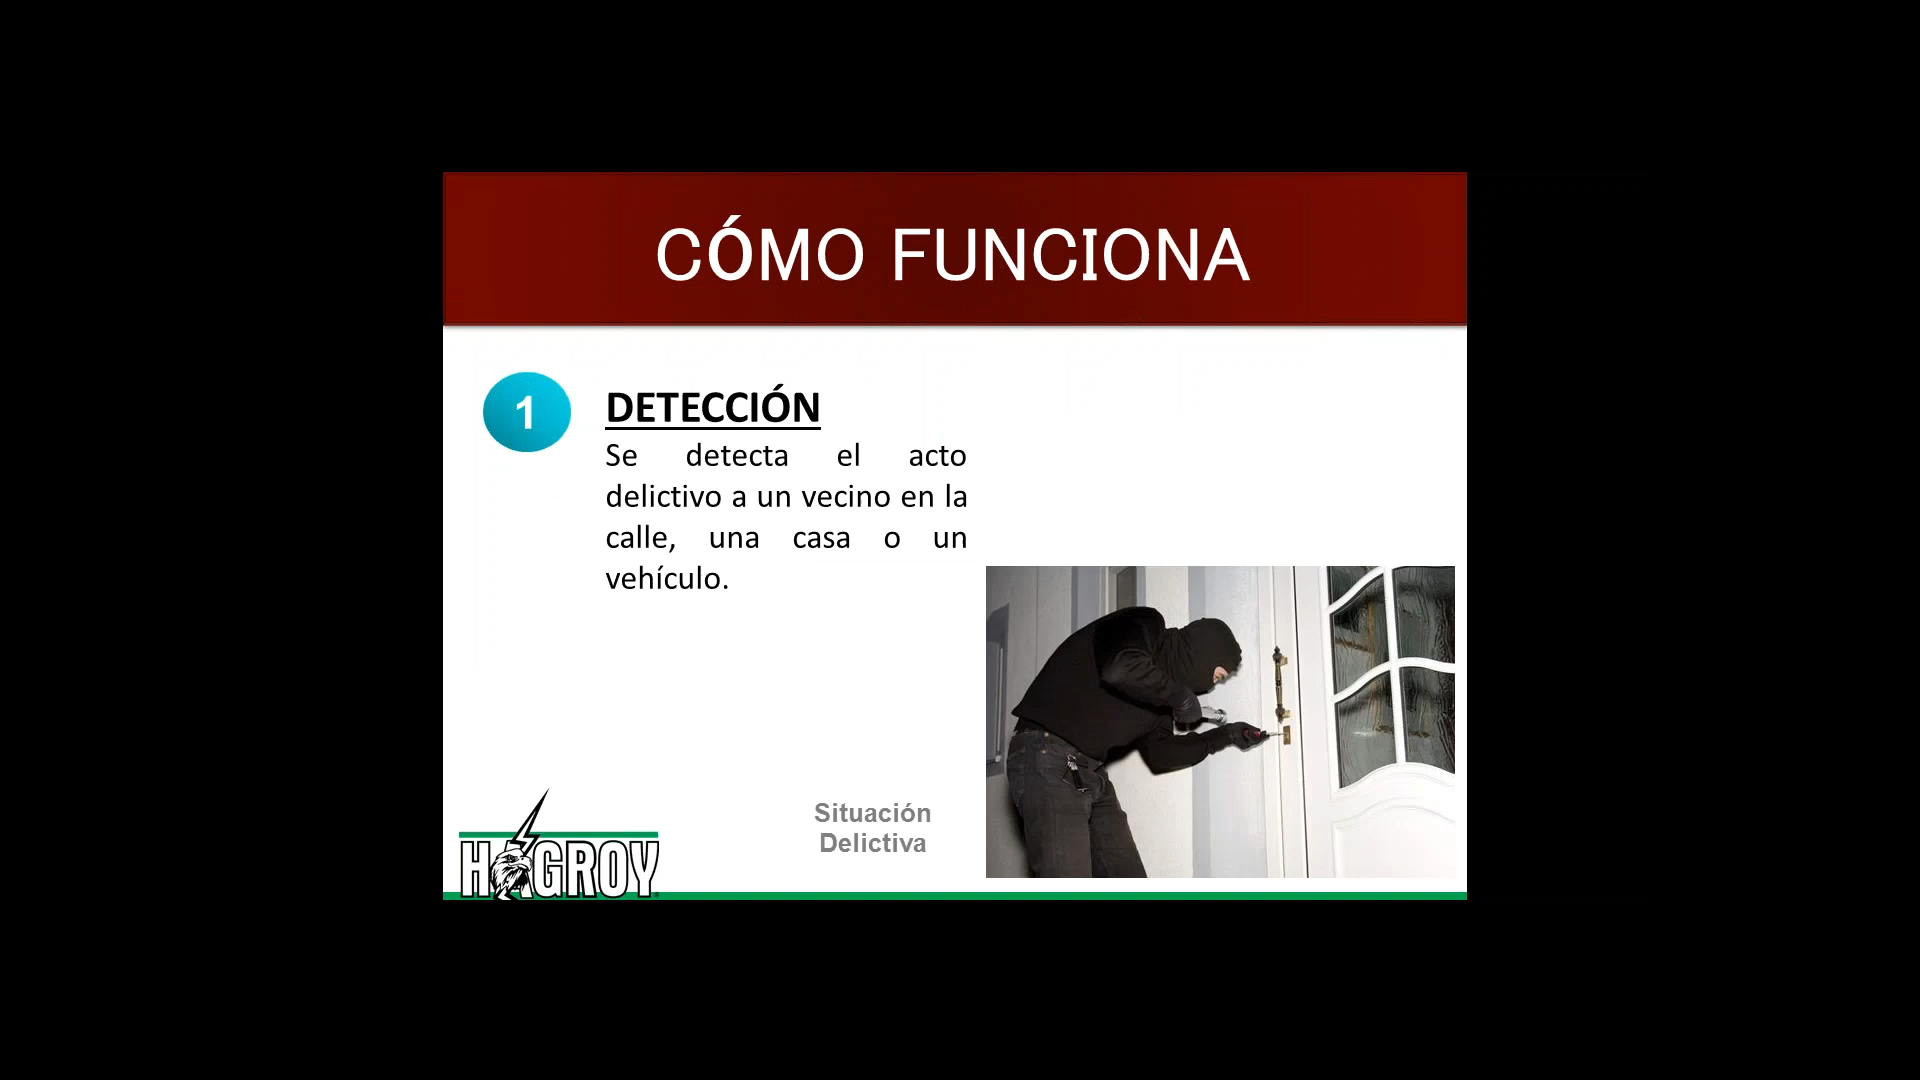 CÓMO FUNCIONA
1
DETECCIÓN
Se detecta el acto
delictivo a un vecino en la
calle, una casa o un
vehículo.
Situación
Delictiva
HAGROY